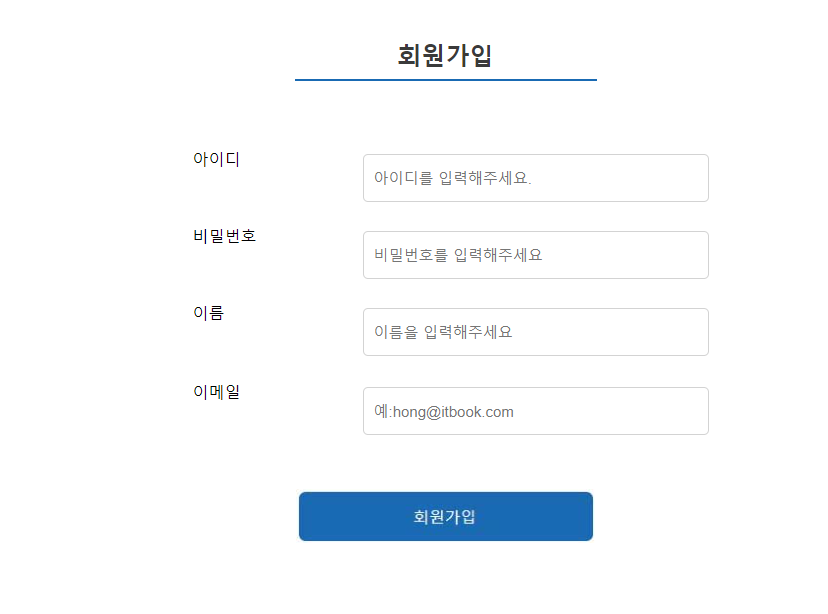 회원가입
아이디
아이디를 입력해주세요.
비밀번호
비밀번호를 입력해주세요
이름
이름을 입력해주세요
이메일
예:hong@itbook.com
회원가입